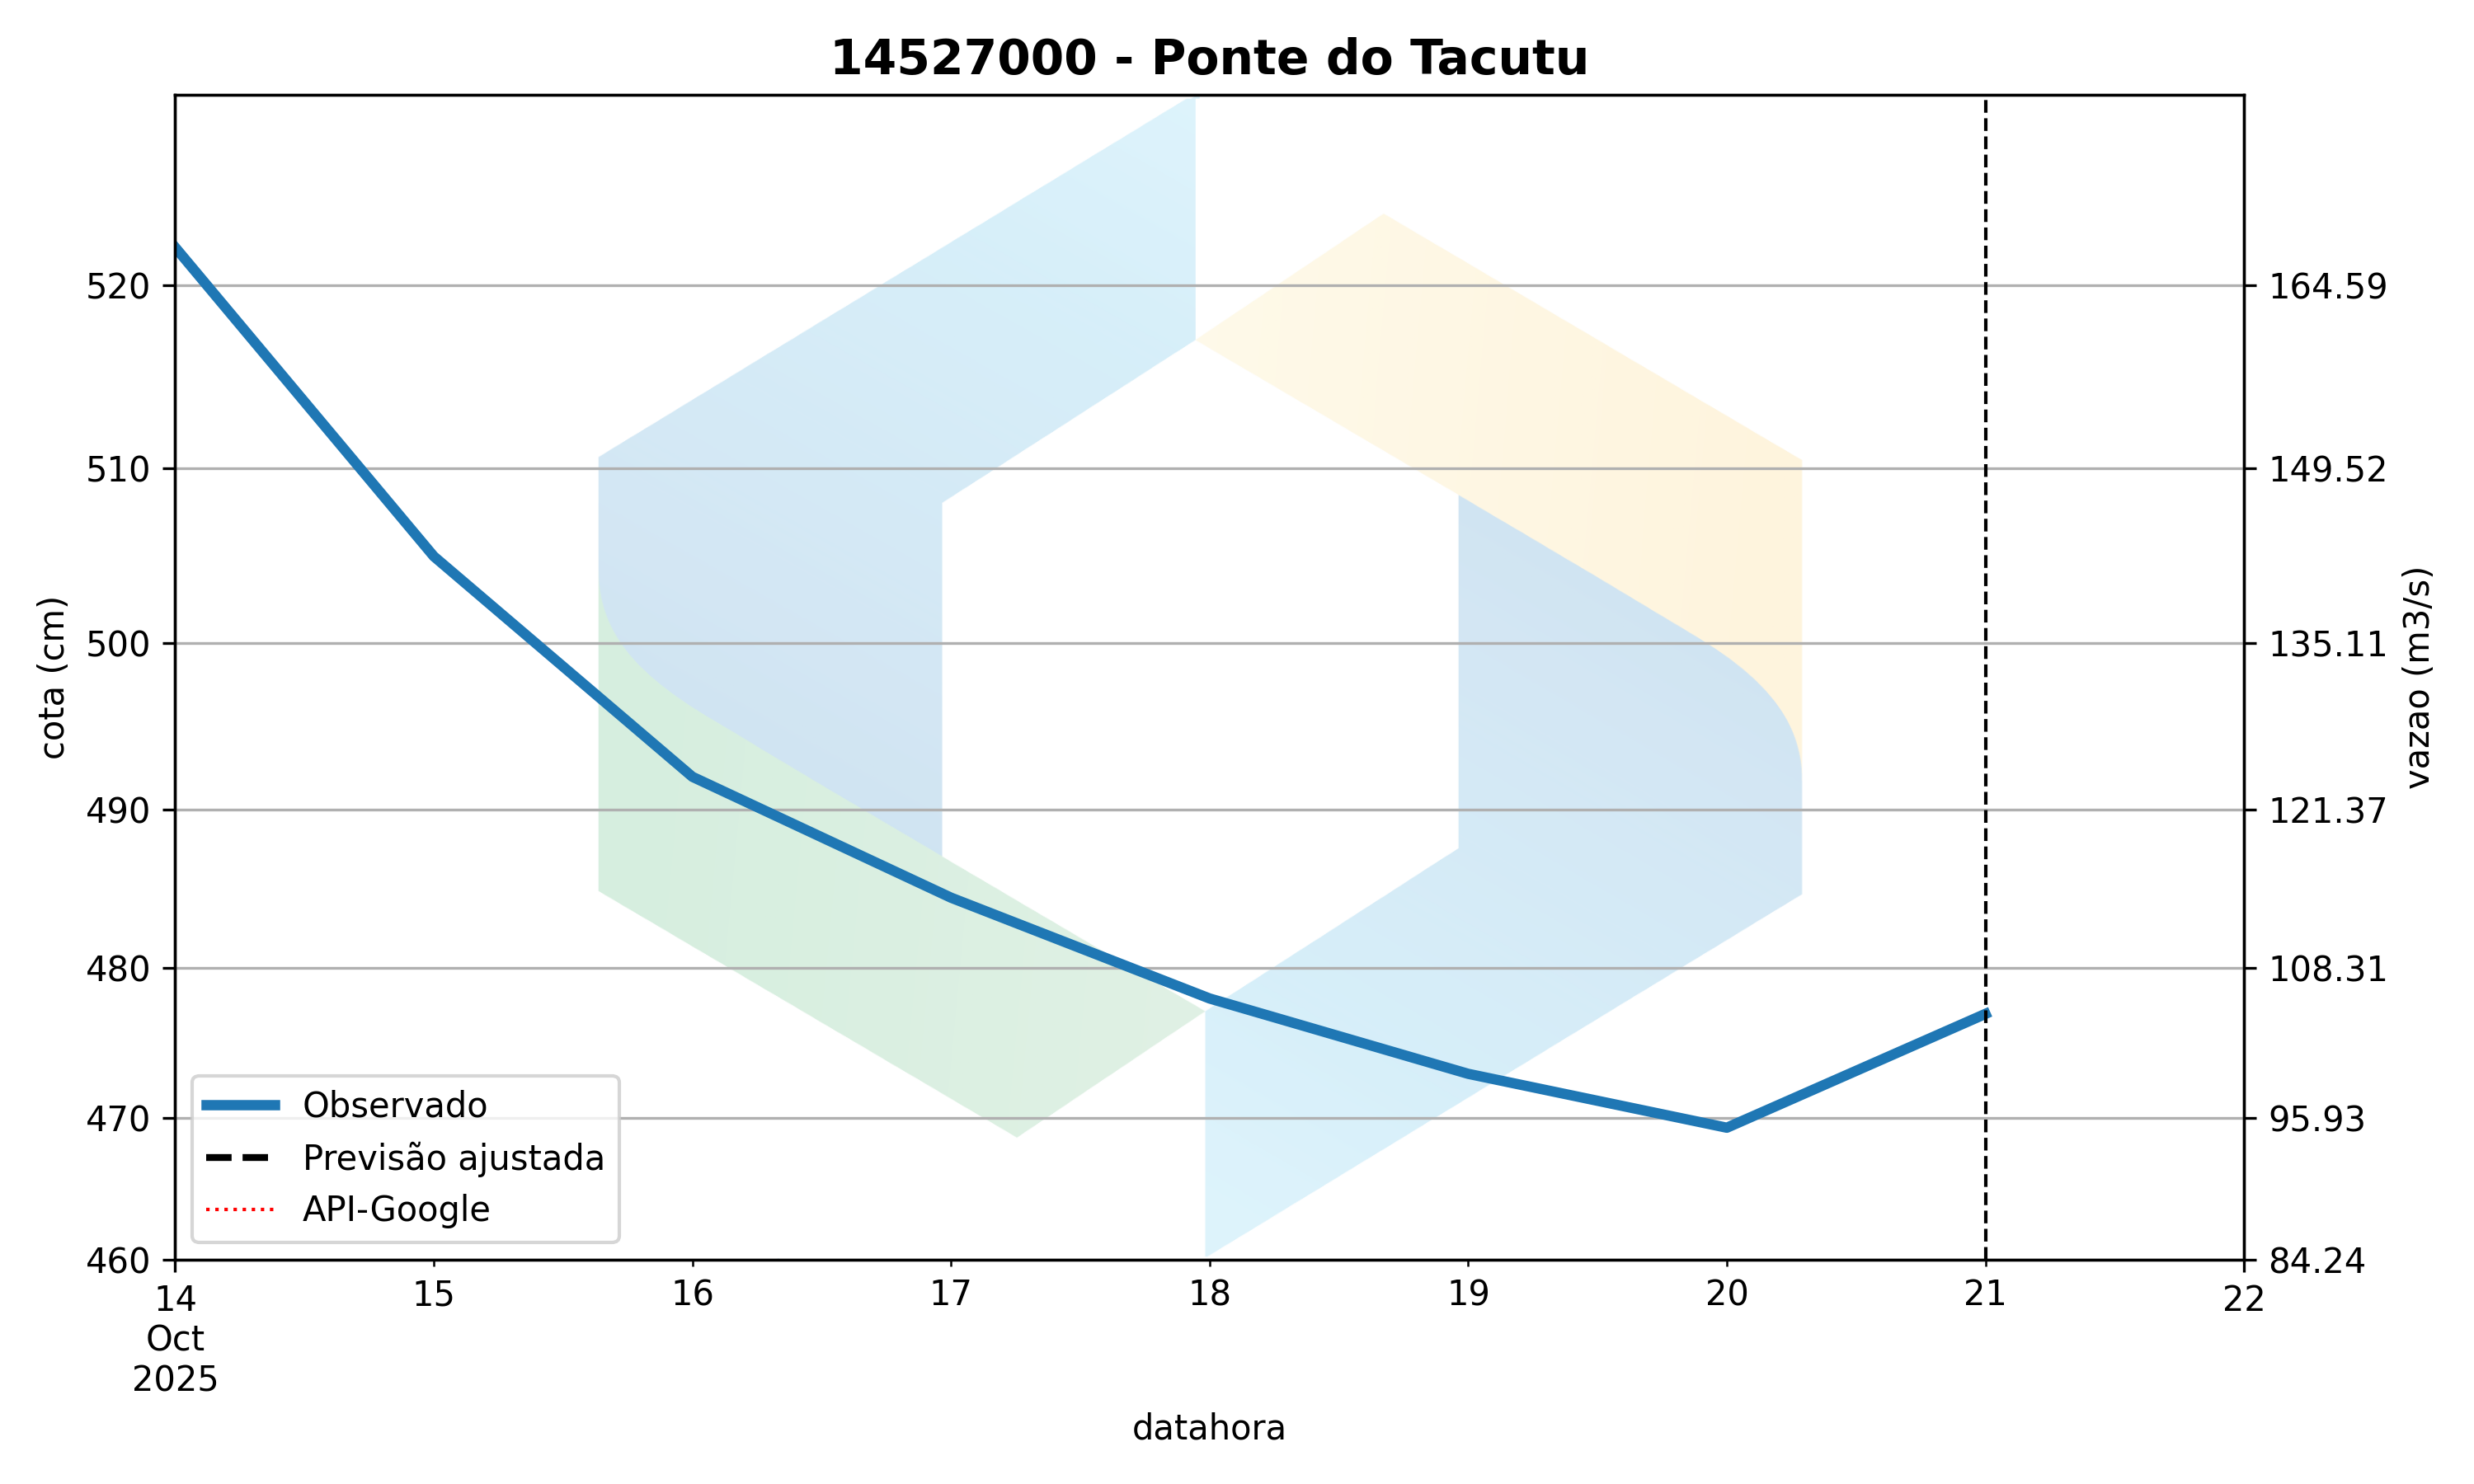 14527000 - Ponte do Tacutu
cota (cm)
520
510
500
490
480
470
460
164.59
149.52
135.11
121.37
108.31
95.93
84.24
vazao (m3/s)
Observado
Previsão ajustada
API-Google
14 15 16 17 18 19 20 21 22
Oct
2025
datahora